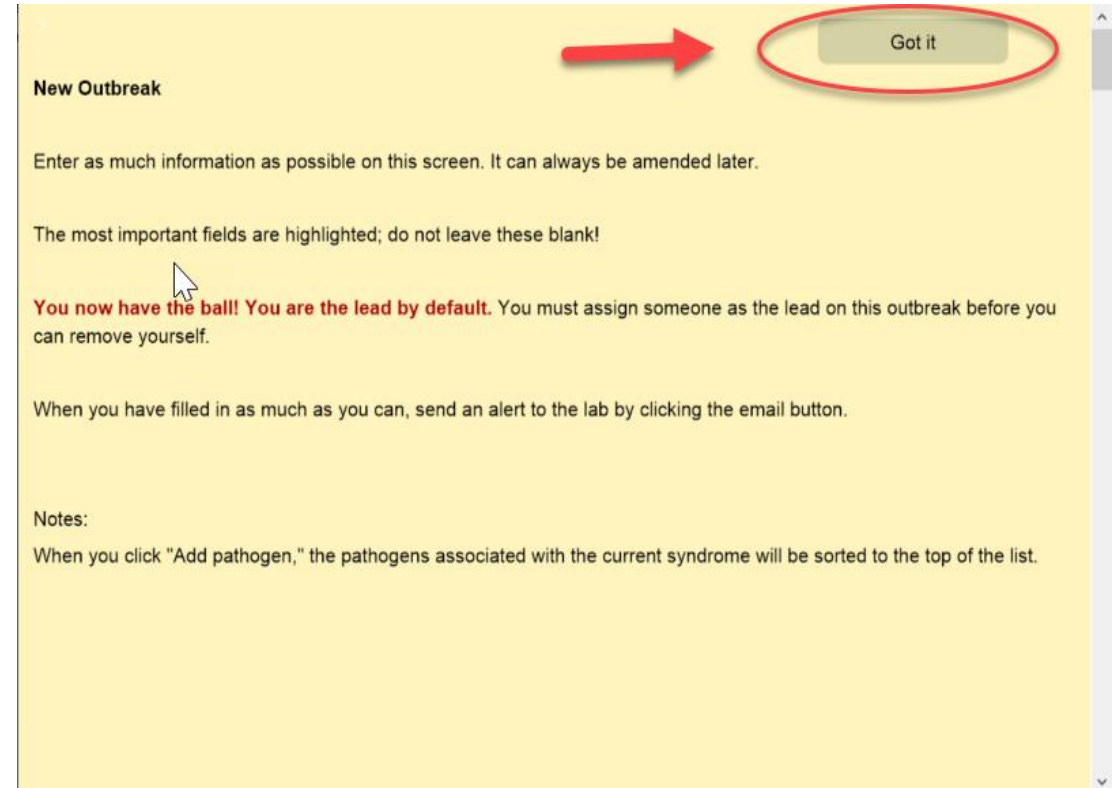 Got it
New Outbreak
Enter as much information as possible on this screen. It can always be amended later.
The most important fields are highlighted; do not leave these blank!
You now have the ball! You are the lead by default. You must assign someone as the lead on this outbreak before you
can remove yourself.
When you have filled in as much as you can, send an alert to the lab by clicking the email button.
Notes:
When you click "Add pathogen," the pathogens associated with the current syndrome will be sorted to the top of the list.